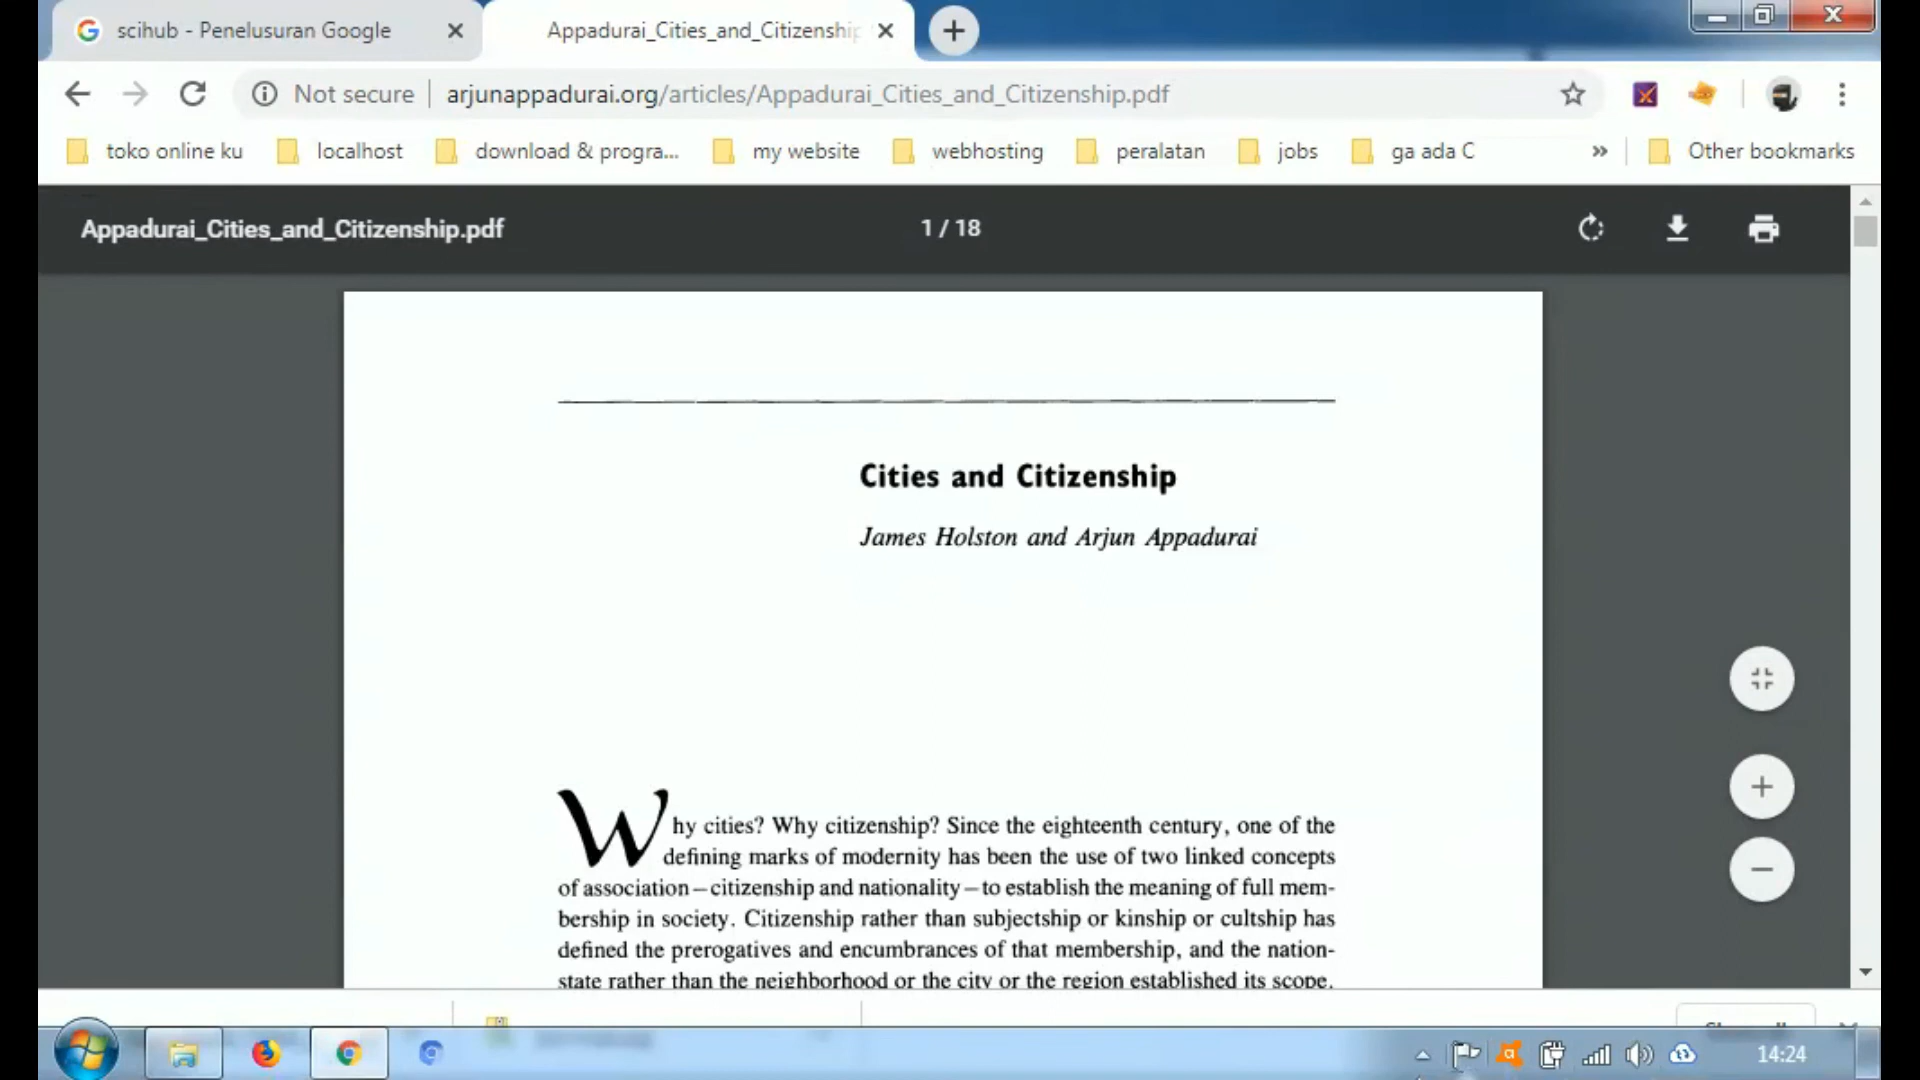 scihub - Penelusuran Google
Appadurai_Cities_and_Citizenship
Not secure arjunappadurai.org/articles/Appadurai_Cities_and_Citizenship.pdf
toko online ku localhost download & progra... my website webhosting peralatan jobs ga ada C » Other bookmarks
Appadurai_Cities_and_Citizenship.pdf 1 / 18
Cities and Citizenship
James Holston and Arjun Appadurai
Why cities? Why citizenship? Since the eighteenth century, one of the
defining marks of modernity has been the use of two linked concepts
of association – citizenship and nationality – to establish the meaning of full mem-
bership in society. Citizenship rather than subjectship or kinship or cultship has
defined the prerogatives and encumbrances of that membership, and the nation-
state rather than the neighborhood or the city or the region established its scope.
14:24